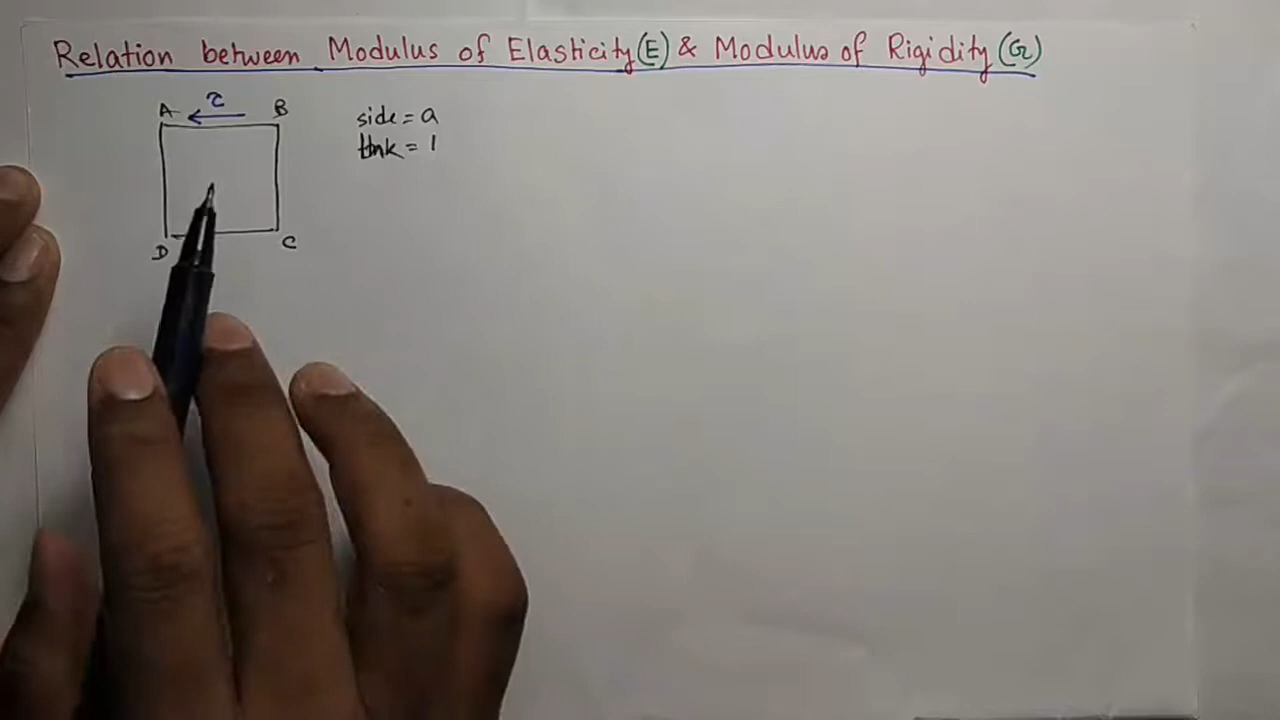 Relation between Modulus of Elasticity(E) & Modulus of Rigidity(G)
A τ B
side = a
thk = 1
D C